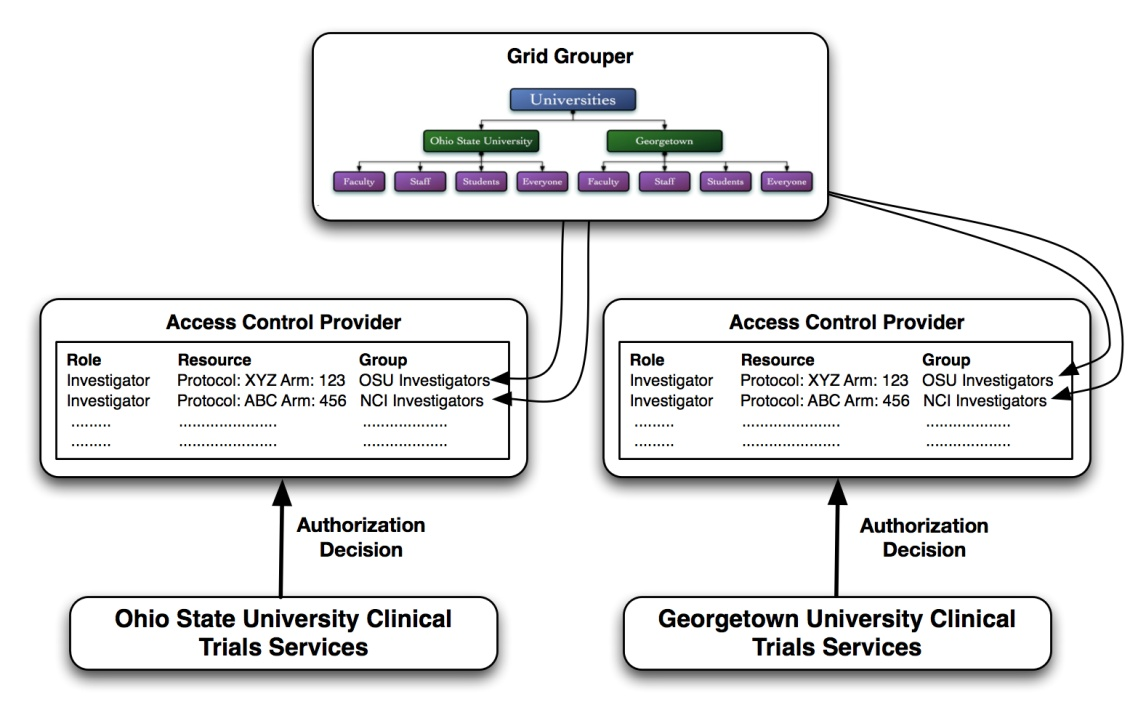 Grid Grouper
Universities
Ohio State University Georgetown
Faculty Staff Students Everyone Faculty Staff Students Everyone
Access Control Provider
Role Resource Group
Investigator Protocol: XYZ Arm: 123 OSU Investigators
Investigator Protocol: ABC Arm: 456 NCI Investigators
......... ..................... ..................
......... ..................... ..................
Access Control Provider
Role Resource Group
Investigator Protocol: XYZ Arm: 123 OSU Investigators
Investigator Protocol: ABC Arm: 456 NCI Investigators
......... ..................... ..................
......... ..................... ..................
Authorization
Decision
Authorization
Decision
Ohio State University Clinical
Trials Services
Georgetown University Clinical
Trials Services